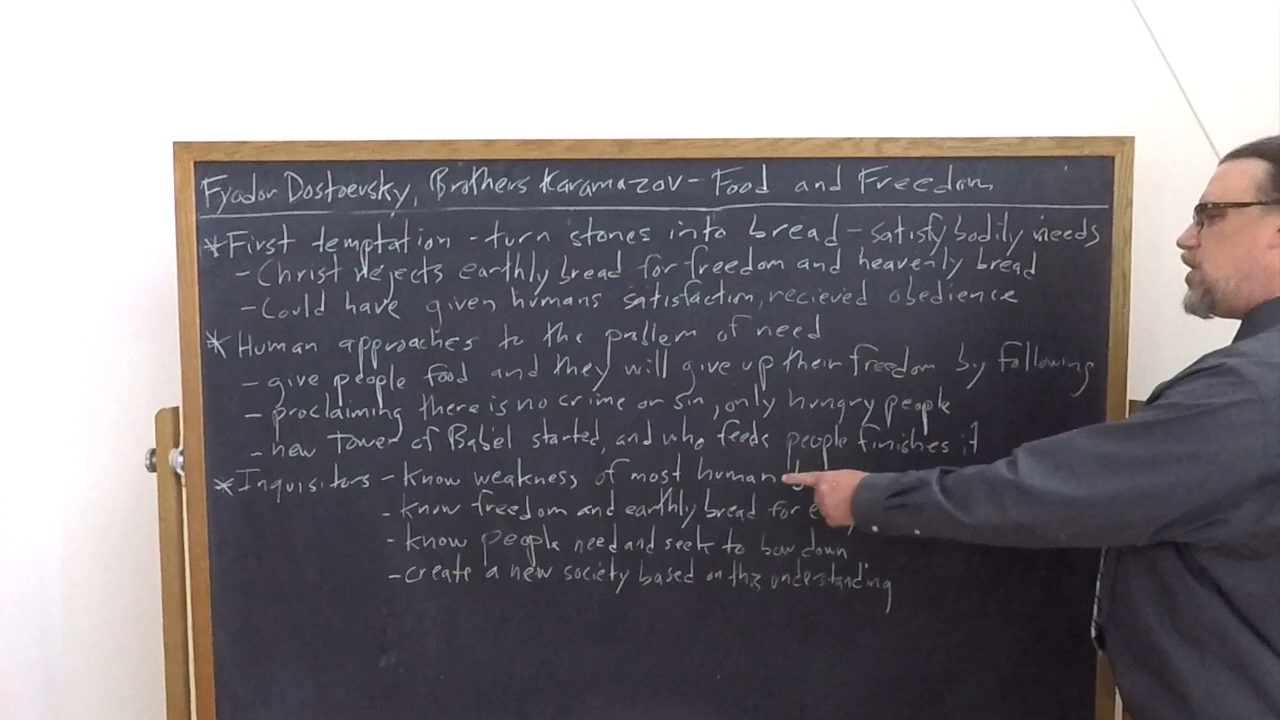 Fyodor Dostoevsky, Brothers Karamazov - Food and Freedom
* First temptation - turn stones into bread - satisfy bodily needs
- Christ rejects earthly bread for freedom and heavenly bread
- Could have given humans satisfaction, recieved obedience
* Human approaches to the problem of need
- give people food and they will give up their freedom by following
- proclaiming there is no crime or sin, only hungry people
- new Tower of Babel started, and who feeds people finishes it
* Inquisitors - know weakness of most human
- know freedom and earthly bread for
- know people need and seek to bow down
- create a new society based on this understanding